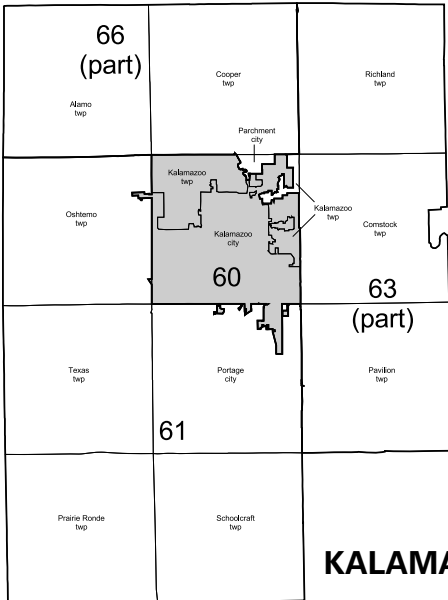 66
(part)
Cooper
twp
Richland
twp
Alamo
twp
Parchment
city
Kalamazoo
twp
Oshtemo
twp
Kalamazoo
twp
Kalamazoo
city
Comstock
twp
60
63
(part)
Texas
twp
Portage
city
Pavilion
twp
61
Prairie Ronde
twp
Schoolcraft
twp
KALAMA